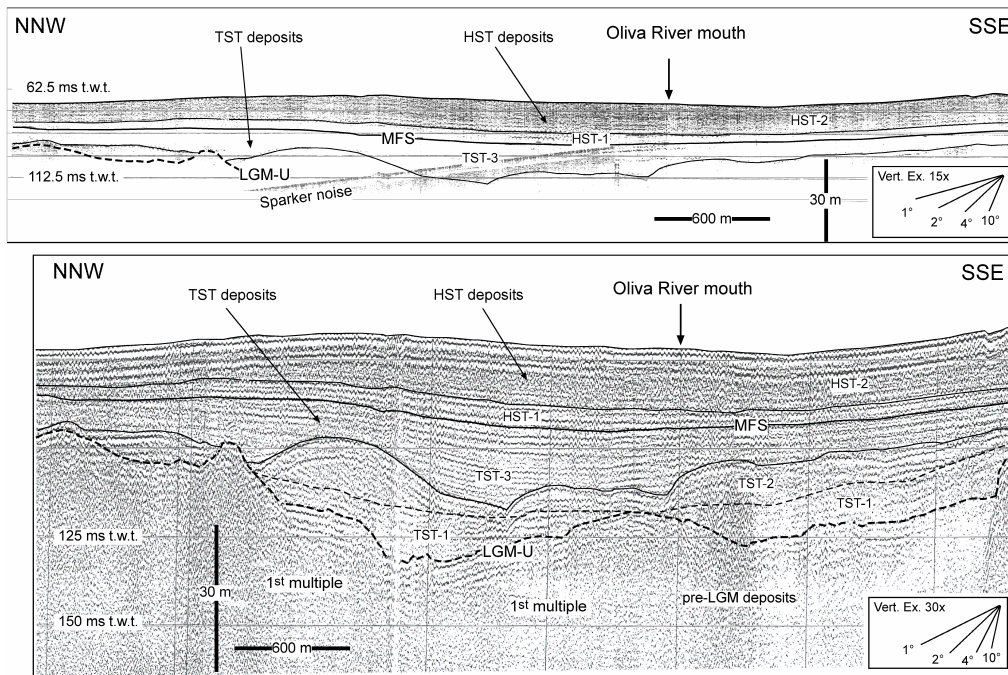 NNW
SSE
TST deposits
HST deposits
Oliva River mouth
62.5 ms t.w.t.
HST-2
MFS
HST-1
TST-3
LGM-U
112.5 ms t.w.t.
Sparker noise
600 m
30 m
Vert. Ex. 15x
1°
2°
4°
10°
NNW
SSE
TST deposits
HST deposits
Oliva River mouth
HST-2
HST-1
MFS
TST-3
TST-2
TST-1
TST-1
LGM-U
125 ms t.w.t.
1st multiple
30 m
1st multiple
pre-LGM deposits
150 ms t.w.t.
600 m
Vert. Ex. 30x
1°
2°
4°
10°